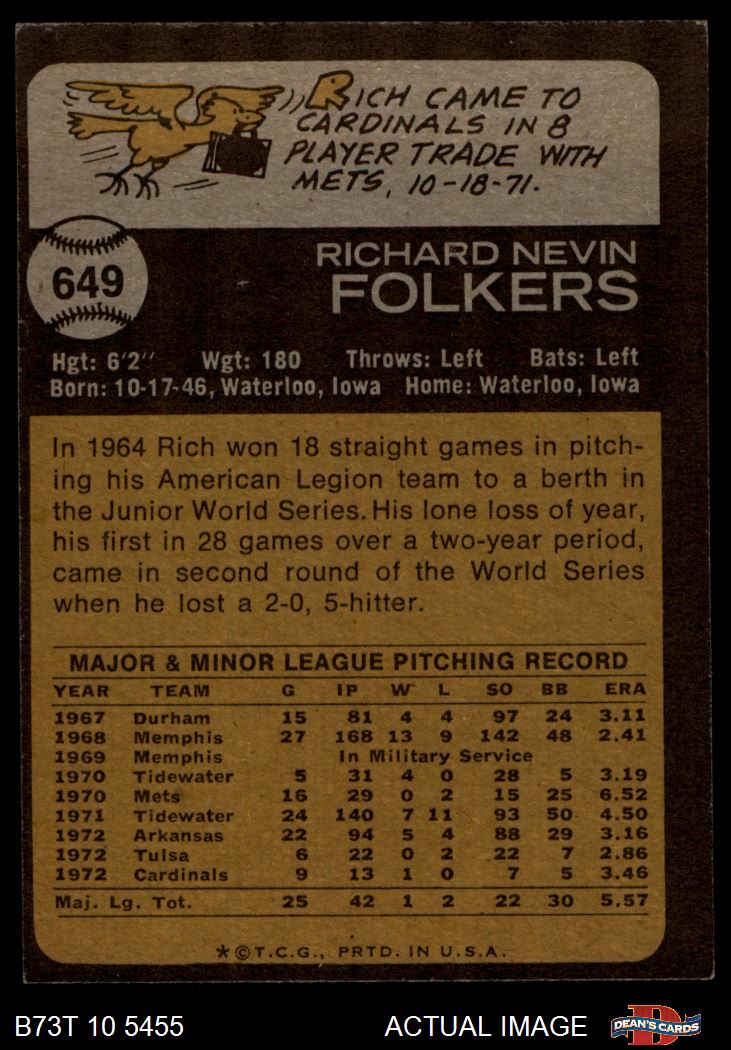 RICH CAME TO
CARDINALS IN 8
PLAYER TRADE WITH
METS, 10-18-71.
649
RICHARD NEVIN
FOLKERS
Hgt: 6'2" Wgt: 180 Throws: Left Bats: Left
Born: 10-17-46, Waterloo, Iowa Home: Waterloo, Iowa
In 1964 Rich won 18 straight games in pitch-
ing his American Legion team to a berth in
the Junior World Series. His lone loss of year,
his first in 28 games over a two-year period,
came in second round of the World Series
when he lost a 2-0, 5-hitter.
MAJOR & MINOR LEAGUE PITCHING RECORD
YEAR TEAM G IP W L SO BB ERA
1967 Durham 15 81 4 4 97 24 3.11
1968 Memphis 27 168 13 9 142 48 2.41
1969 Memphis In Military Service
1970 Tidewater 5 31 4 0 28 5 3.19
1970 Mets 16 29 0 2 15 25 6.52
1971 Tidewater 24 140 7 11 93 50 4.50
1972 Arkansas 22 94 5 4 88 29 3.16
1972 Tulsa 6 22 0 2 22 7 2.86
1972 Cardinals 9 13 1 0 7 5 3.46
Maj. Lg. Tot. 25 42 1 2 22 30 5.57
*©T.C.G., PRTD. IN U.S.A.
B73T 10 5455 ACTUAL IMAGE DEAN'S CARDS